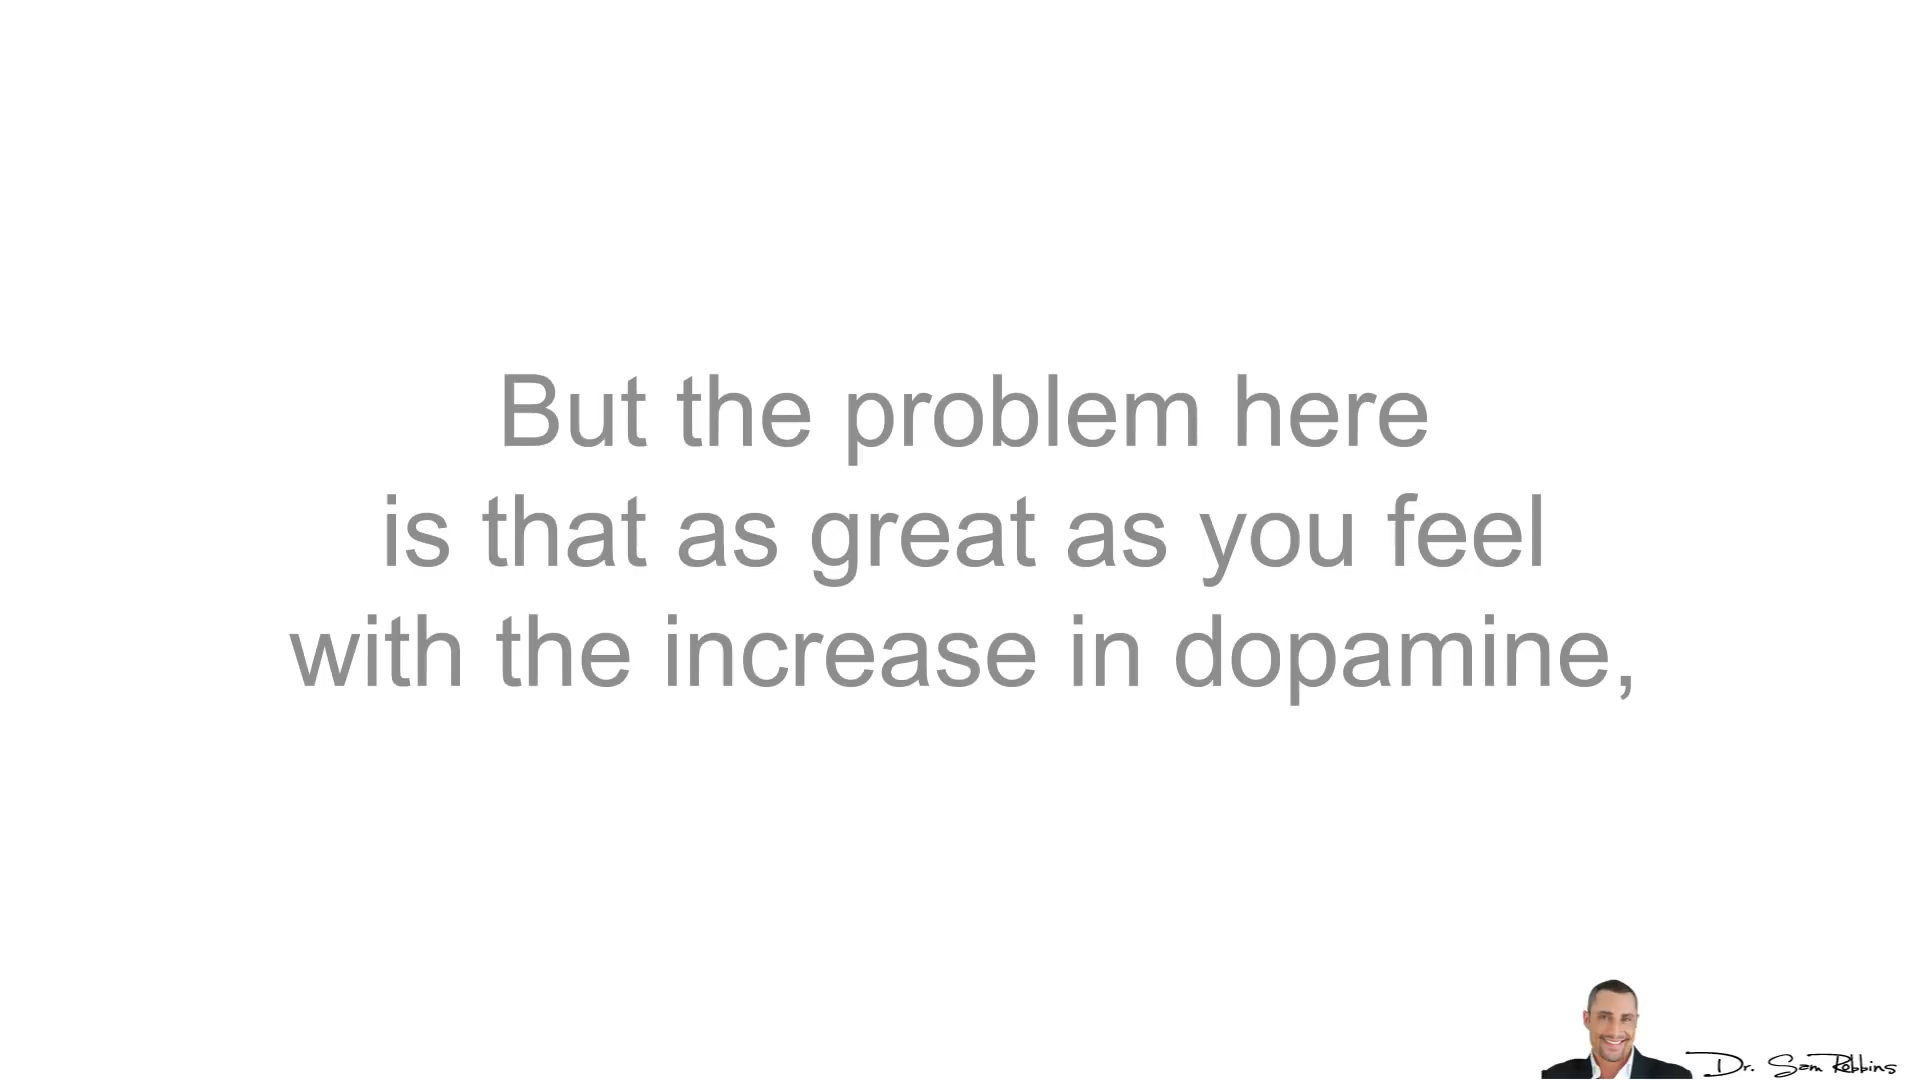 But the problem here
is that as great as you feel
with the increase in dopamine,
Dr. Sam Robbins